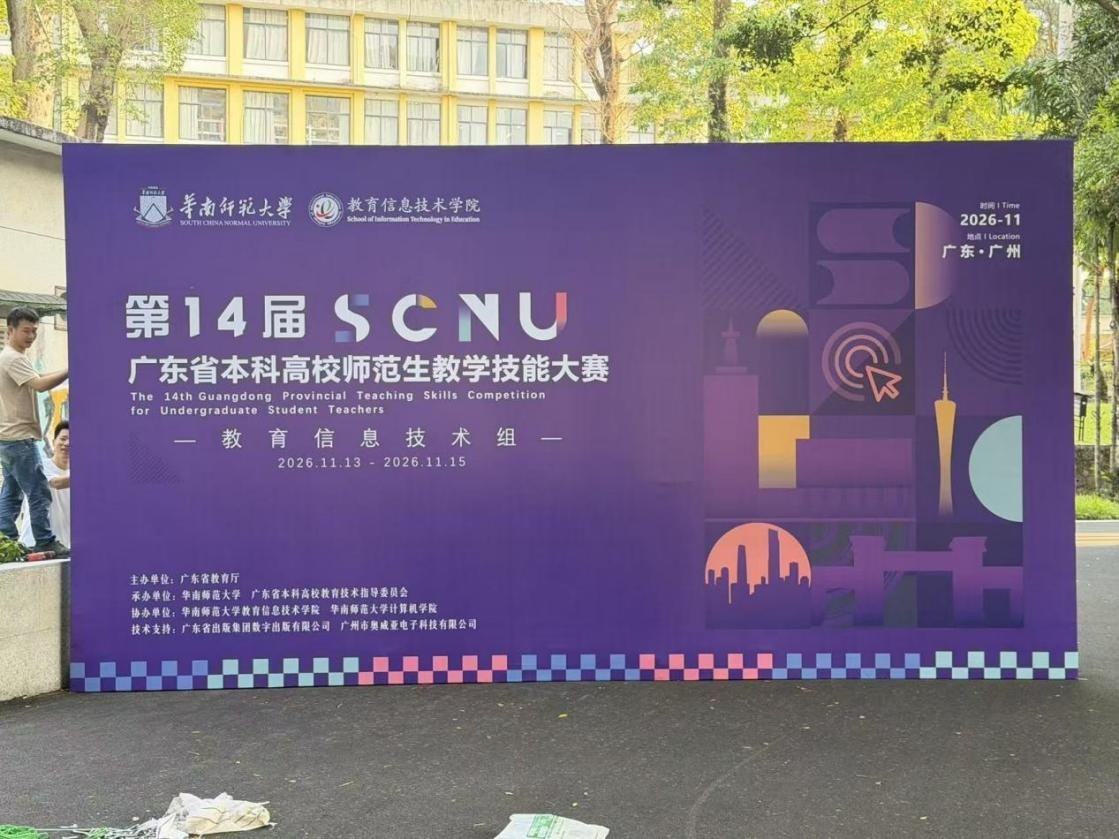 华南师范大学
SOUTH CHINA NORMAL UNIVERSITY
教育信息技术学院
School of Information Technology in Education
时间 | Time
2026-11
地点 | Location
广东·广州
第14届 SCNU
广东省本科高校师范生教学技能大赛
The 14th Guangdong Provincial Teaching Skills Competition
for Undergraduate Student Teachers
— 教育信息技术组 —
2026.11.13 - 2026.11.15
主办单位：广东省教育厅
承办单位：华南师范大学 广东省本科高校教育技术指导委员会
协办单位：华南师范大学教育信息技术学院 华南师范大学计算机学院
技术支持：广东省出版集团数字出版有限公司 广州市奥威亚电子科技有限公司